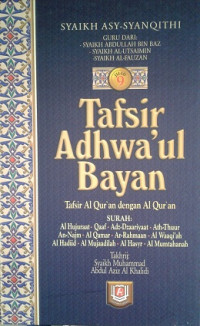 SYAIKH ASY-SYANQITHI
GURU DARI:
- SYAIKH ABDULLAH BIN BAZ
- SYAIKH AL-UTSAIMIN
- SYAIKH AL-FAUZAN
9
Tafsir
Adhwa'ul
Bayan
Tafsir Al Qur'an dengan Al Qur'an
SURAH:
Al Hujuraat - Qaaf - Adz-Dzaariyaat - Ath-Thuur
An-Najm - Al Qamar - Ar-Rahmaan - Al Waaqi'ah
Al Hadiid - Al Mujaadilah - Al Hasyr - Al Mumtahanah
Takhrij:
Syaikh Muhammad
Abdul Aziz Al Khalidi